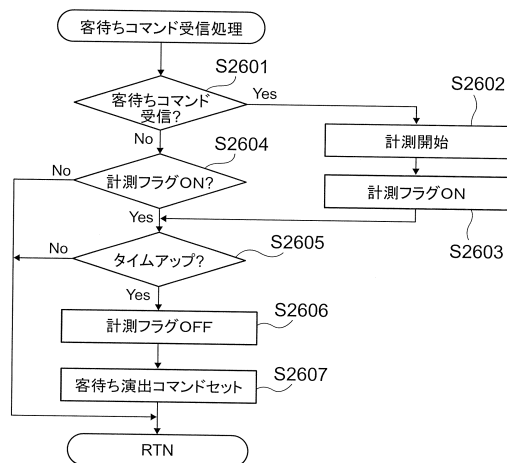 客待ちコマンド受信処理
S2601
客待ちコマンド
受信?
Yes
No
S2602
計測開始
計測フラグON
S2603
S2604
計測フラグON?
No
Yes
S2605
タイムアップ?
No
Yes
S2606
計測フラグOFF
S2607
客待ち演出コマンドセット
RTN